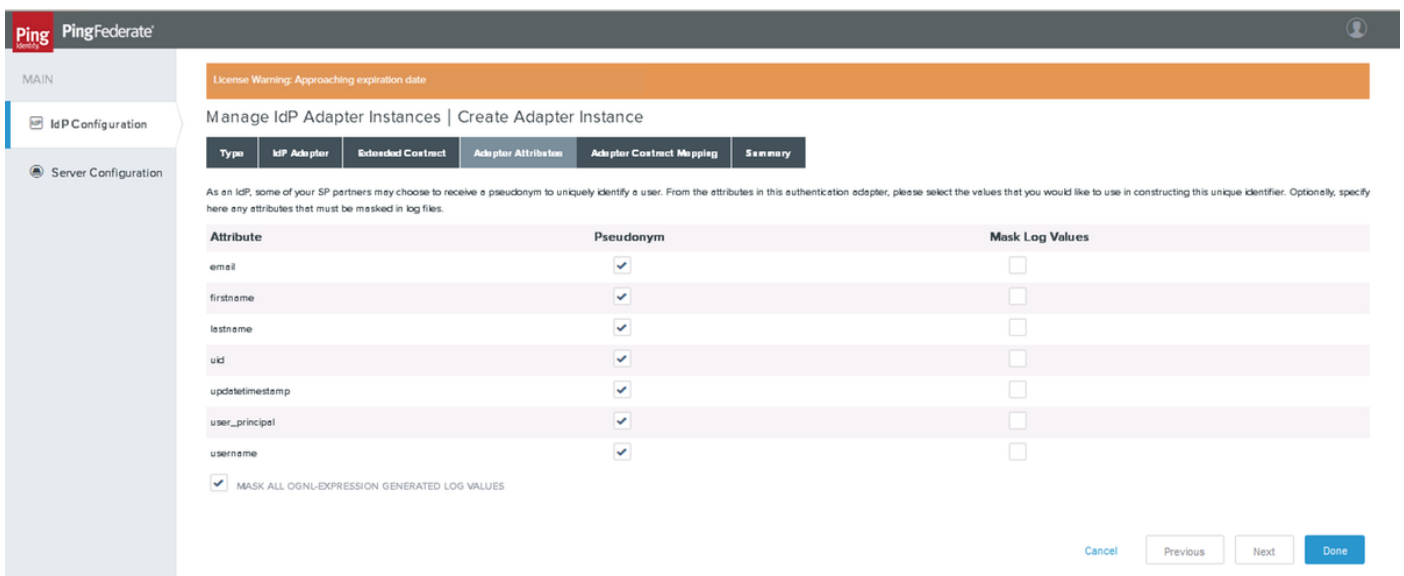 Ping
Identity
PingFederate®
MAIN
IdP Configuration
Server Configuration
License Warning: Approaching expiration date
Manage IdP Adapter Instances | Create Adapter Instance
Type IdP Adapter Extended Contract Adapter Attributes Adapter Contract Mapping Summary
As an IdP, some of your SP partners may choose to receive a pseudonym to uniquely identify a user. From the attributes in this authentication adapter, please select the values that you would like to use in constructing this unique identifier. Optionally, specify
here any attributes that must be masked in log files.
Attribute Pseudonym Mask Log Values
email
firstname
lastname
uid
updatetimestamp
user_principal
username
MASK ALL OGNL-EXPRESSION GENERATED LOG VALUES
Cancel Previous Next Done